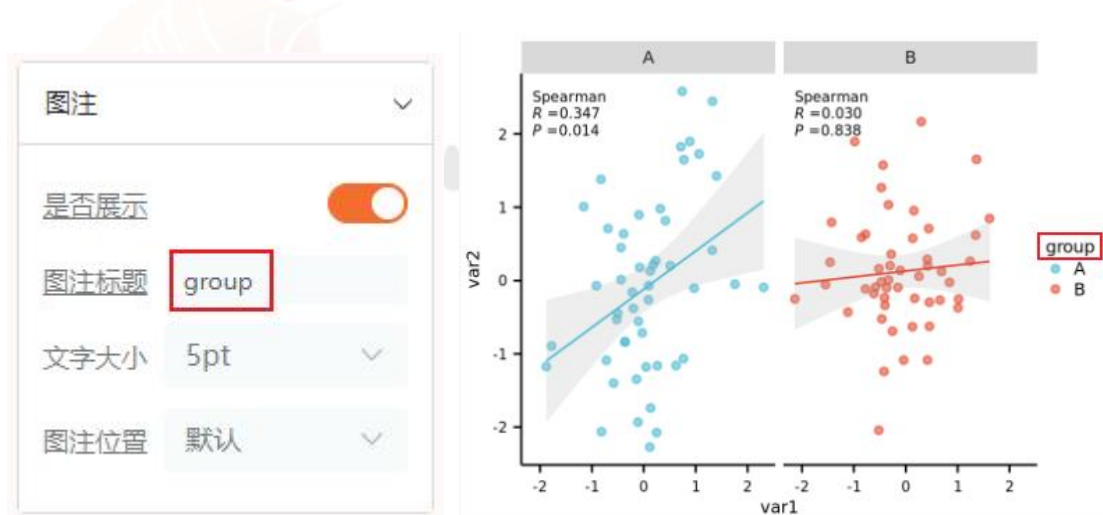 图注
是否展示
图注标题 group
文字大小 5pt
图注位置 默认
A
B
Spearman
R =0.347
P =0.014
Spearman
R =0.030
P =0.838
var2
2
1
0
-1
-2
-2 -1 0 1 2
-2 -1 0 1 2
var1
group
A
B